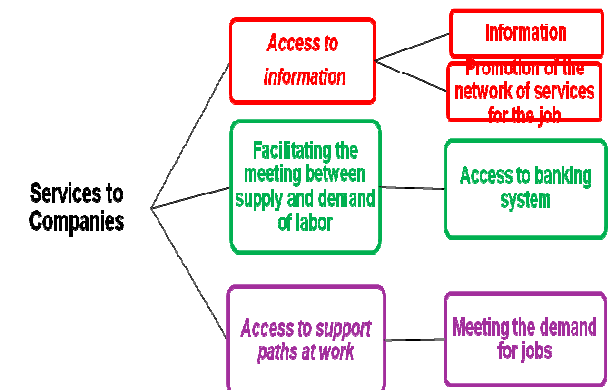 Services to
Companies
Access to
information
Information
Promotion of the
network of services
for the job
Facilitating the
meeting between
supply and demand
of labor
Access to banking
system
Access to support
paths at work
Meeting the demand
for jobs